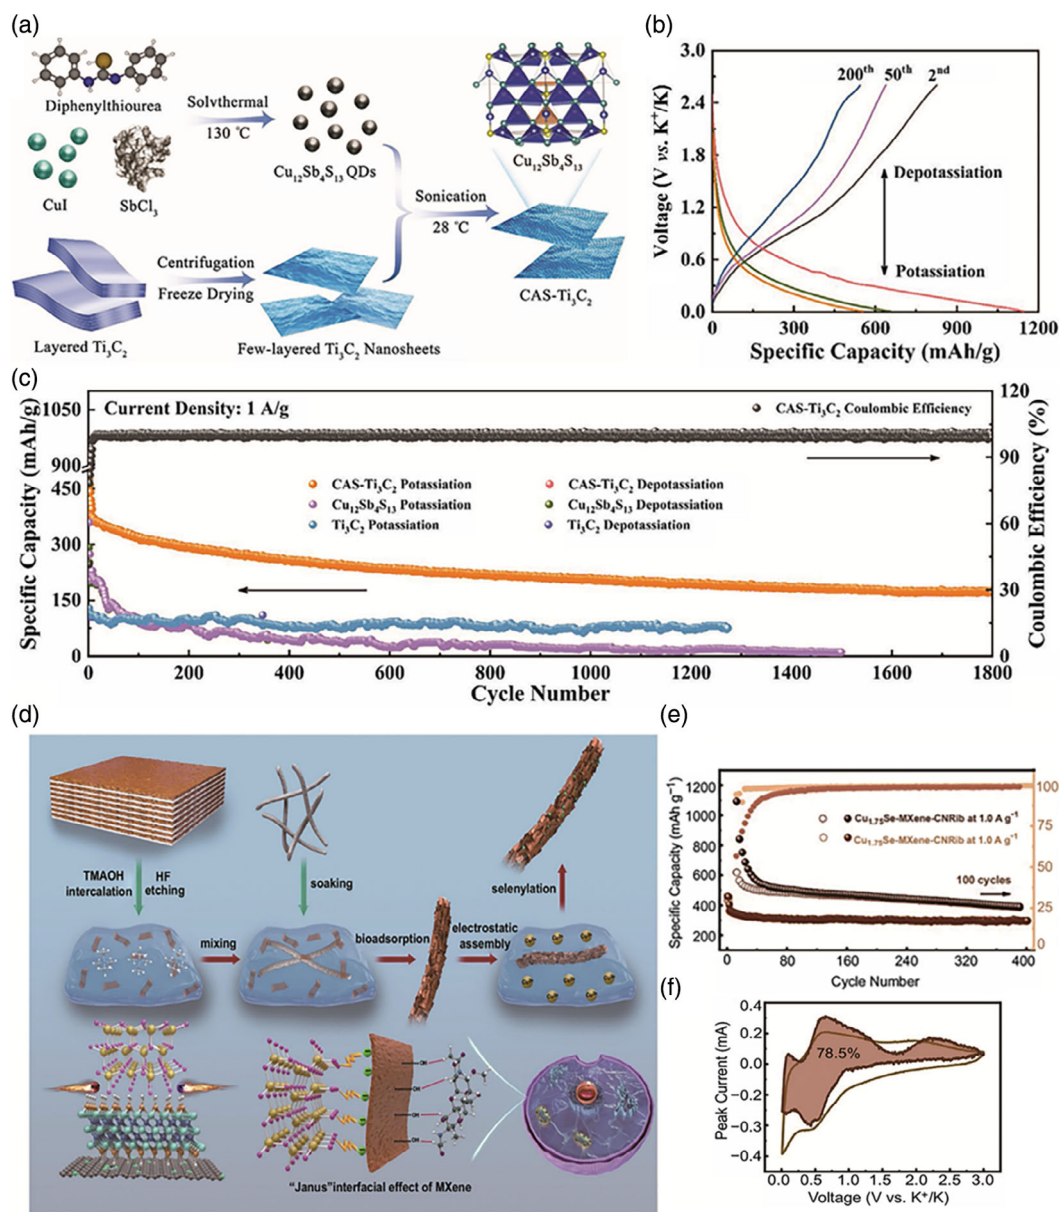 (a)
Diphenylthiourea
CuI
SbCl3
Solvthermal
130 ℃
Cu12Sb4S13 QDs
Cu12Sb4S13
Sonication
28 ℃
CAS-Ti3C2
Layered Ti3C2
Centrifugation
Freeze Drying
Few-layered Ti3C2 Nanosheets
(b)
Voltage (V vs. K+/K)
3.0
2.4
1.8
1.2
0.6
0.0
200th
50th
2nd
Depotassiation
Potassiation
0 300 600 900 1200
Specific Capacity (mAh/g)
(c)
Specific Capacity (mAh/g)
1050
900
450
300
150
0
Current Density: 1 A/g
CAS-Ti3C2 Coulombic Efficiency
CAS-Ti3C2 Potassiation
CAS-Ti3C2 Depotassiation
Cu12Sb4S13 Potassiation
Cu12Sb4S13 Depotassiation
Ti3C2 Potassiation
Ti3C2 Depotassiation
0 200 400 600 800 1000 1200 1400 1600 1800
Cycle Number
120
90
60
30
0
Coulombic Efficiency (%)
(d)
TMAOH
intercalation
HF
etching
soaking
selenylation
mixing
bioadsorption
electrostatic
assembly
OH
OH
OH
OH
"Janus"interfacial effect of MXene
(e)
Specific Capacity (mAh g−1)
1200
1000
800
600
400
200
Cu1.75Se-MXene-CNRib at 1.0 A g-1
Cu1.75Se-MXene-CNRib at 1.0 A g-1
100 cycles
100
75
50
25
0
0 80 160 240 320 400
Cycle Number
(f)
Peak Current (mA)
0.4
0.2
0.0
−0.1
−0.3
−0.4
78.5%
0.0 0.5 1.0 1.5 2.0 2.5 3.0
Voltage (V vs. K+/K)